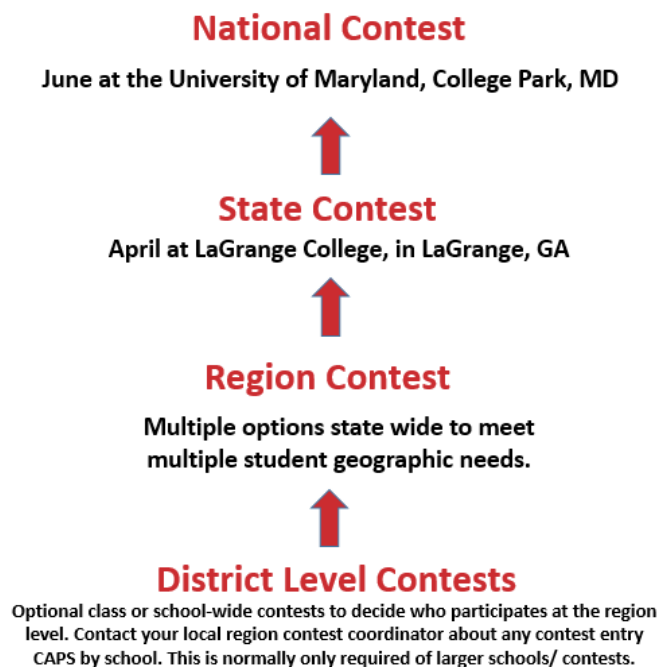 National Contest
June at the University of Maryland, College Park, MD
State Contest
April at LaGrange College, in LaGrange, GA
Region Contest
Multiple options state wide to meet
multiple student geographic needs.
District Level Contests
Optional class or school-wide contests to decide who participates at the region
level. Contact your local region contest coordinator about any contest entry
CAPS by school. This is normally only required of larger schools/ contests.